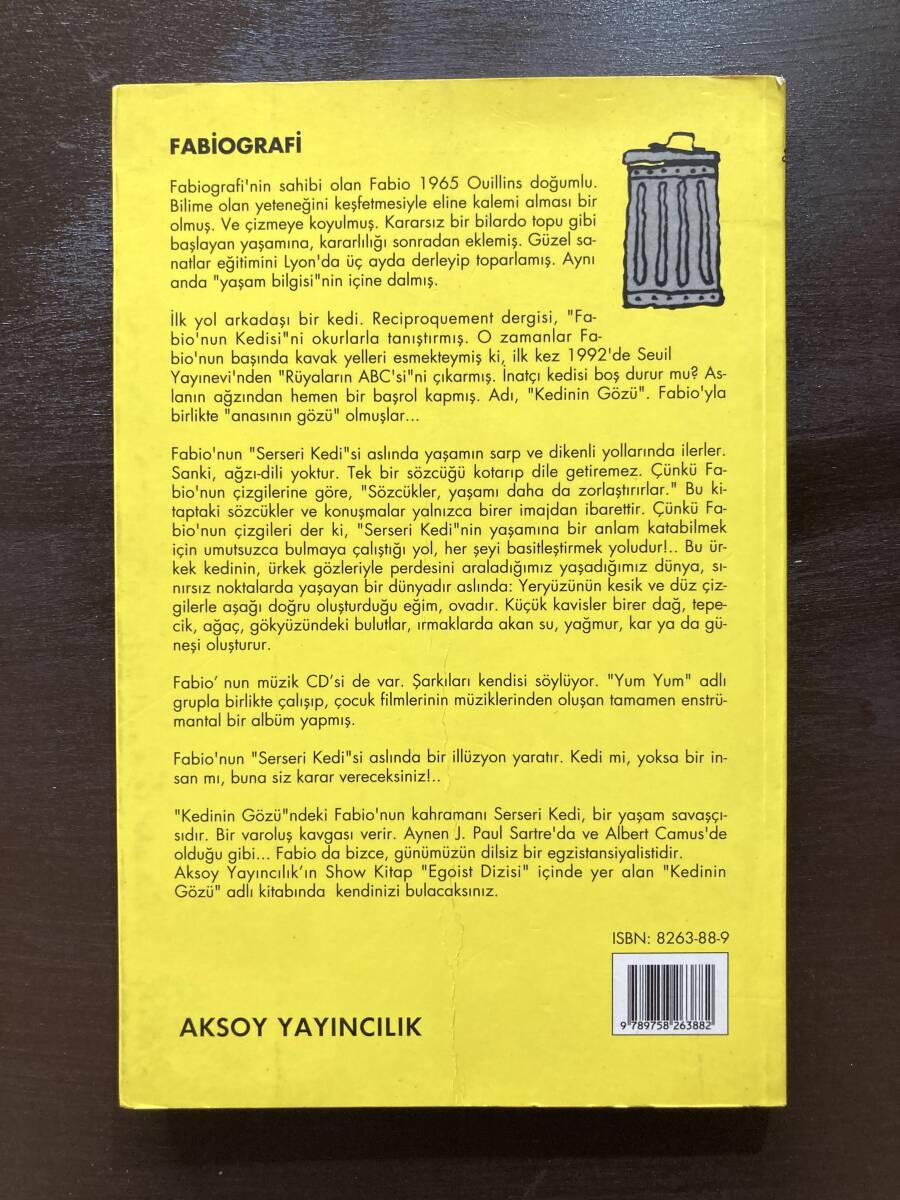 FABİOGRAFİ
Fabiografi'nin sahibi olan Fabio 1965 Ouillins doğumlu.
Bilime olan yeteneğini keşfetmesiyle eline kalemi alması bir
olmuş. Ve çizmeye koyulmuş. Kararsız bir bilardo topu gibi
başlayan yaşamına, kararlılığı sonradan eklemiş. Güzel sa-
natlar eğitimini Lyon'da üç ayda derleyip toparlamış. Aynı
anda "yaşam bilgisi"nin içine dalmış.
İlk yol arkadaşı bir kedi. Reciproquement dergisi, "Fa-
bio'nun Kedisi"ni okurlarla tanıştırmış. O zamanlar Fa-
bio'nun başında kavak yelleri esmekteymiş ki, ilk kez 1992'de Seuil
Yayınevi'nden "Rüyaların ABC'si"ni çıkarmış. İnatçı kedisi boş durur mu? As-
lanın ağzından hemen bir başrol kapmış. Adı, "Kedinin Gözü". Fabio'yla
birlikte "anasının gözü" olmuşlar...
Fabio'nun "Serseri Kedi"si aslında yaşamın sarp ve dikenli yollarında ilerler.
Sanki, ağzı-dili yoktur. Tek bir sözcüğü kotarıp dile getiremez. Çünkü Fa-
bio'nun çizgilerine göre, "Sözcükler, yaşamı daha da zorlaştırırlar." Bu ki-
taptaki sözcükler ve konuşmalar yalnızca birer imajdan ibarettir. Çünkü Fa-
bio'nun çizgileri der ki, "Serseri Kedi"nin yaşamına bir anlam katabilmek
için umutsuzca bulmaya çalıştığı yol, her şeyi basitleştirmek yoludur!.. Bu ür-
kek kedinin, ürkek gözleriyle perdesini araladığımız yaşadığımız dünya, sı-
nırsız noktalarda yaşayan bir dünyadır aslında: Yeryüzünün kesik ve düz çiz-
gilerle aşağı doğru oluşturduğu eğim, ovadır. Küçük kavisler birer dağ, tepe-
cik, ağaç, gökyüzündeki bulutlar, ırmaklarda akan su, yağmur, kar ya da gü-
neşi oluşturur.
Fabio' nun müzik CD'si de var. Şarkıları kendisi söylüyor. "Yum Yum" adlı
grupla birlikte çalışıp, çocuk filmlerinin müziklerinden oluşan tamamen enstrü-
mantal bir albüm yapmış.
Fabio'nun "Serseri Kedi"si aslında bir illüzyon yaratır. Kedi mi, yoksa bir in-
san mı, buna siz karar vereceksiniz!..
"Kedinin Gözü"ndeki Fabio'nun kahramanı Serseri Kedi, bir yaşam savaşçı-
sıdır. Bir varoluş kavgası verir. Aynen J. Paul Sartre'da ve Albert Camus'de
olduğu gibi... Fabio da bizce, günümüzün dilsiz bir egzistansiyalistidir.
Aksoy Yayıncılık'ın Show Kitap "Egoist Dizisi" içinde yer alan "Kedinin
Gözü" adlı kitabında kendinizi bulacaksınız.
ISBN: 8263-88-9
9 789758 263882
AKSOY YAYINCILIK